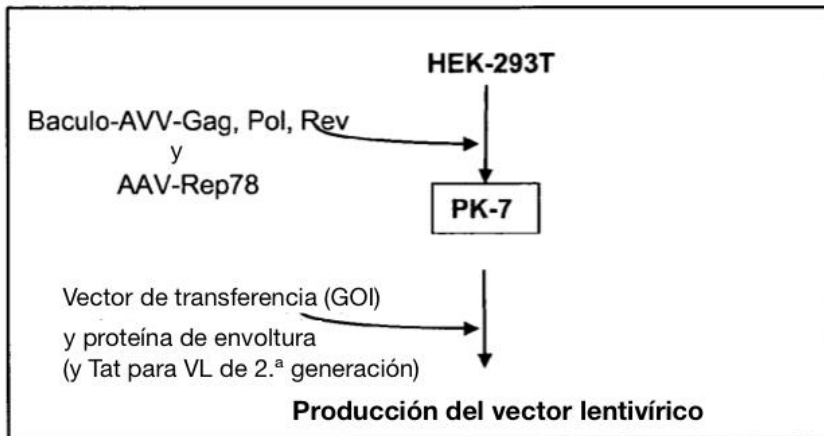 HEK-293T
Baculo-AVV-Gag, Pol, Rev
y
AAV-Rep78
PK-7
Vector de transferencia (GOI)
y proteína de envoltura
(y Tat para VL de 2.ª generación)
Producción del vector lentivírico